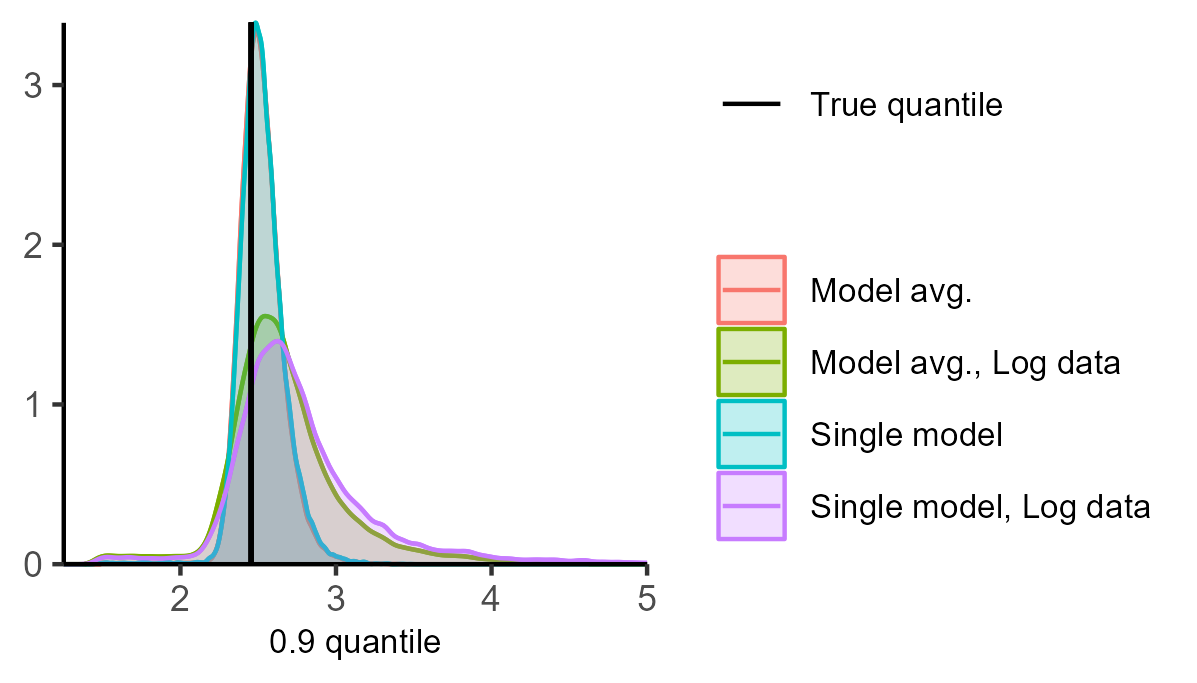 3
2
1
0
2 3 4 5
0.9 quantile
True quantile
Model avg.
Model avg., Log data
Single model
Single model, Log data